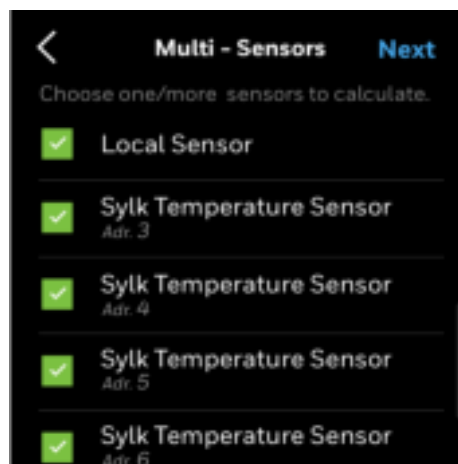 Multi - Sensors Next
Choose one/more sensors to calculate.
Local Sensor
Sylk Temperature Sensor
Adr. 3
Sylk Temperature Sensor
Adr. 4
Sylk Temperature Sensor
Adr. 5
Sylk Temperature Sensor
Adr. 6